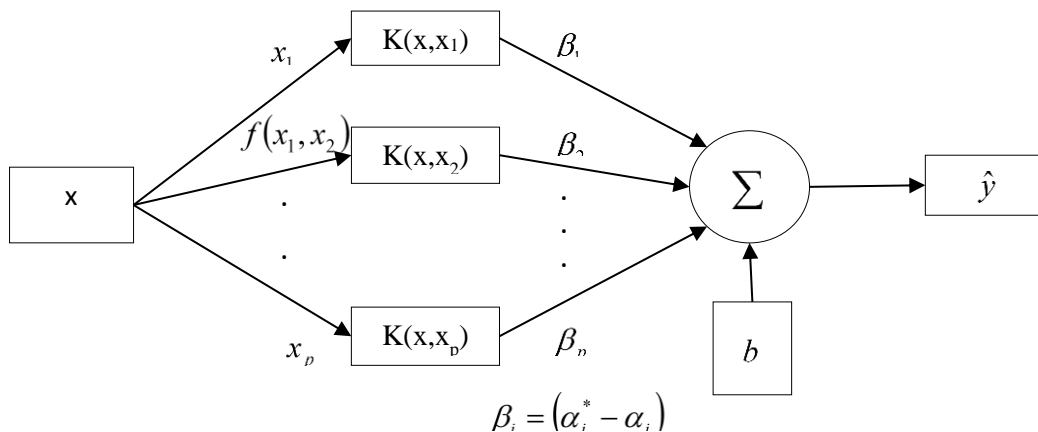 K(x,x₁)
x₁
β₁
f(x₁, x₂)
K(x,x₂)
β₂
x
Σ
ŷ
K(x,xₚ)
xₚ
βₚ
b
βᵢ = (αᵢ* − αᵢ)